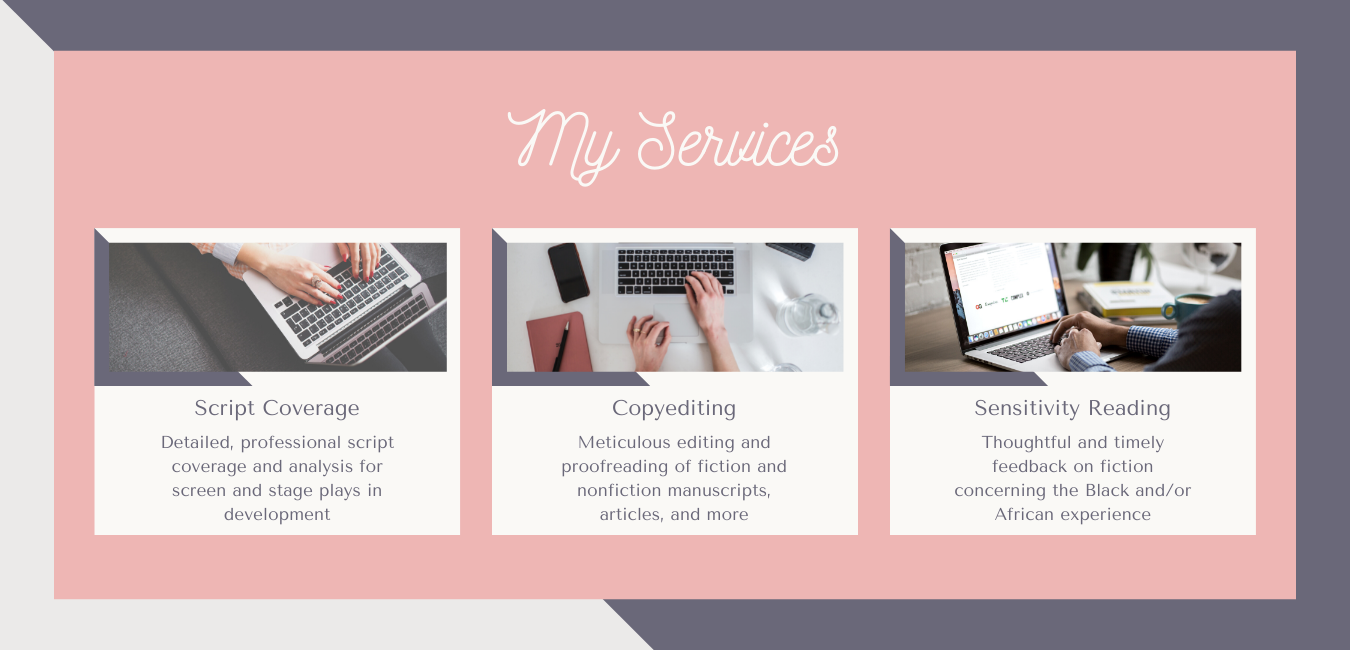 My Services
Script Coverage
Detailed, professional script
coverage and analysis for
screen and stage plays in
development
Copyediting
Meticulous editing and
proofreading of fiction and
nonfiction manuscripts,
articles, and more
Sensitivity Reading
Thoughtful and timely
feedback on fiction
concerning the Black and/or
African experience